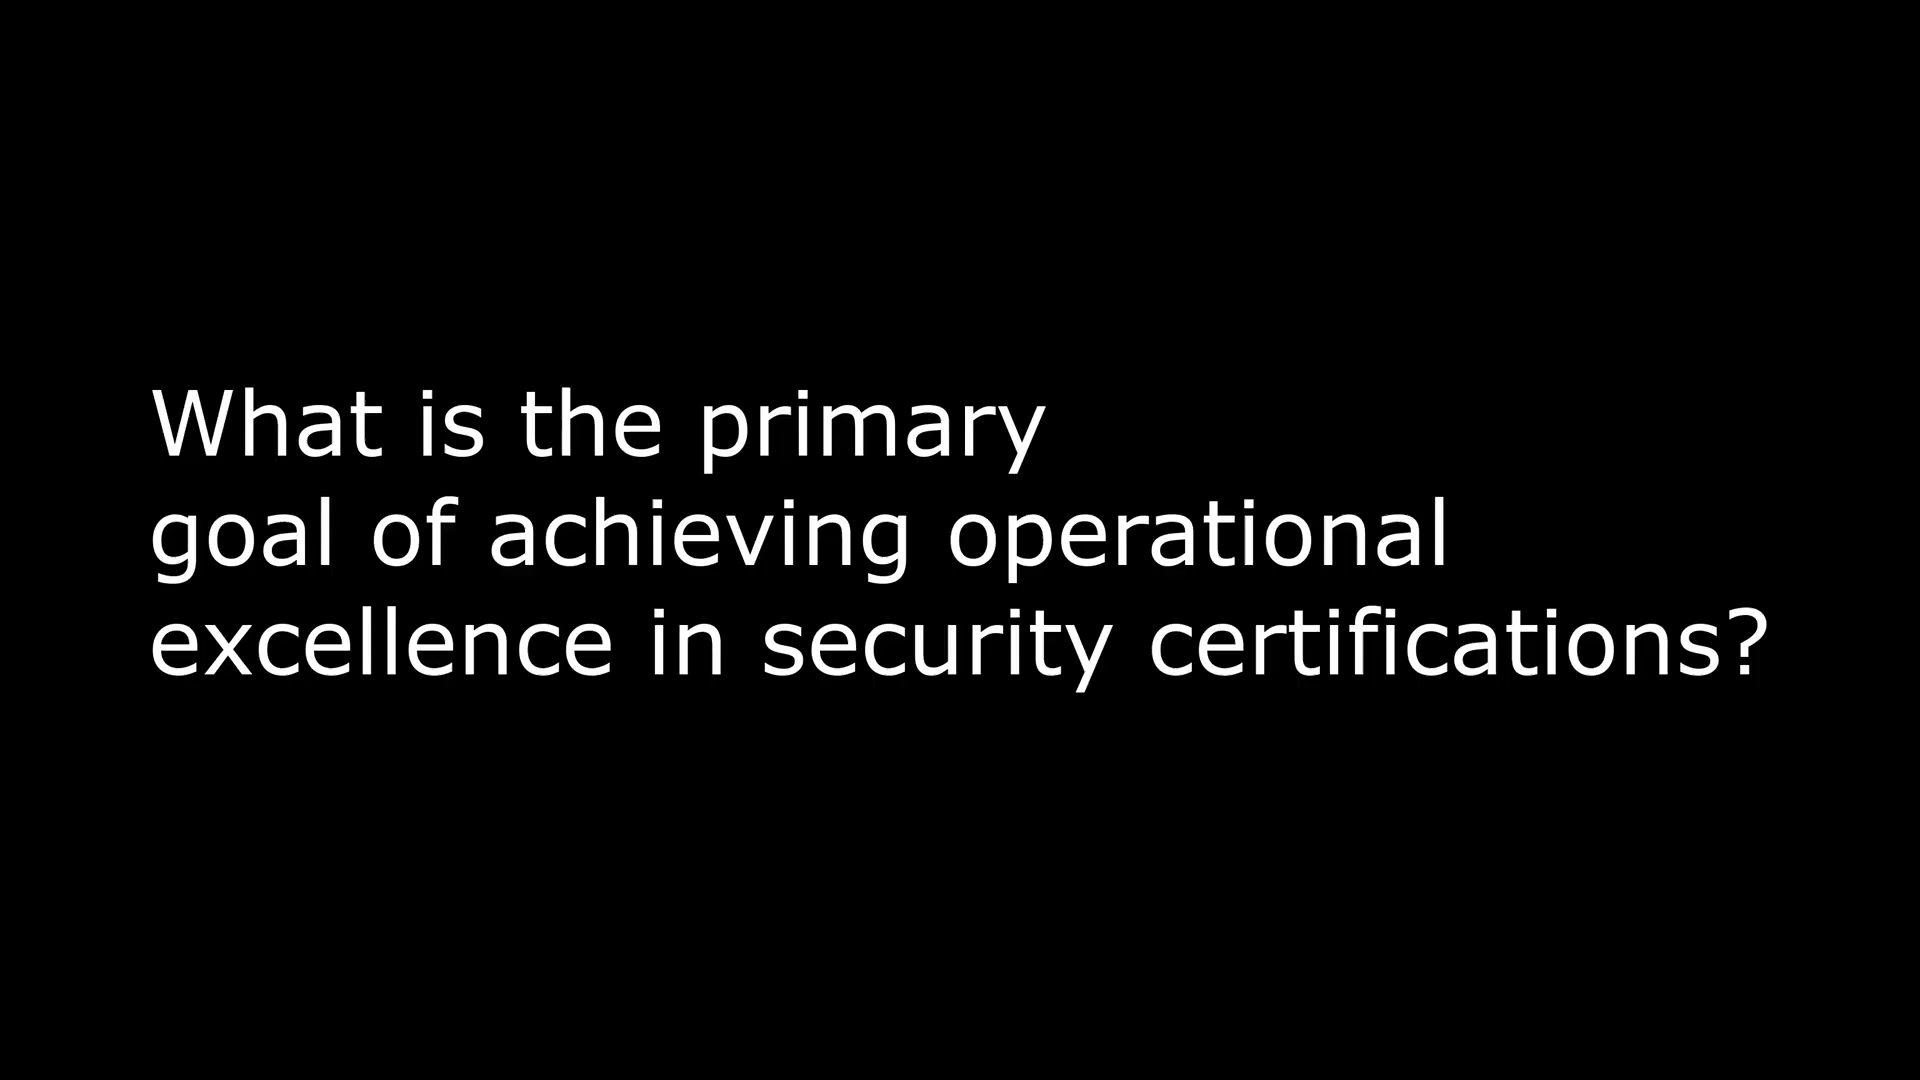 What is the primary
goal of achieving operational
excellence in security certifications?